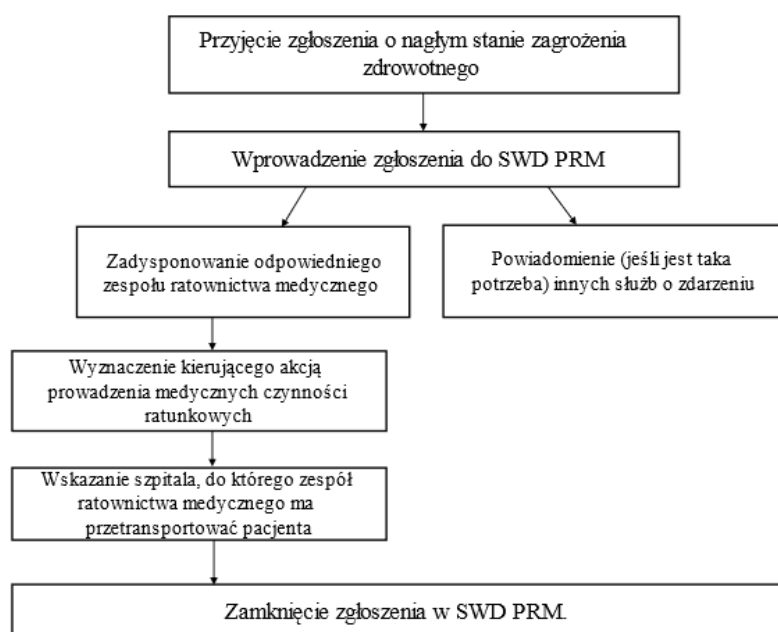 Przyjęcie zgłoszenia o nagłym stanie zagrożenia
zdrowotnego
Wprowadzenie zgłoszenia do SWD PRM
Zadysponowanie odpowiedniego
zespołu ratownictwa medycznego
Powiadomienie (jeśli jest taka
potrzeba) innych służb o zdarzeniu
Wyznaczenie kierującego akcją
prowadzenia medycznych czynności
ratunkowych
Wskazanie szpitala, do którego zespół
ratownictwa medycznego ma
przetransportować pacjenta
Zamknięcie zgłoszenia w SWD PRM.